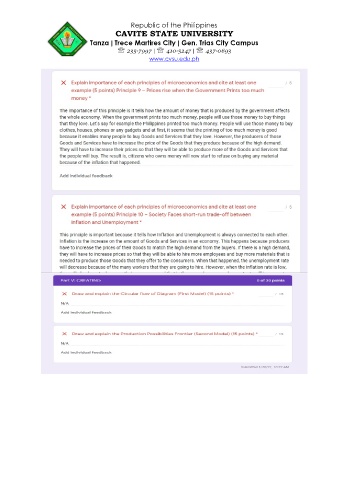 Republic of the Philippines
CAVITE STATE UNIVERSITY
Tanza | Trece Martires City | Gen. Trias City Campus
☏ 235-7997 | ☏ 410-5247 | ☏ 437-0693
www.cvsu.edu.ph
Explain importance of each principles of microeconomics and cite at least one
example (5 points) Principle 9 – Prices rise when the Government Prints too much
money *
The importance of this principle is it tells how the amount of money that is produced by the government affects
the whole economy. When the government prints too much money, people will use those money to buy things
that they love. Let's say for example the Philippines printed too much money. People will use those money to buy
clothes, houses, phones or any gadgets and at first, it seems that the printing of too much money is good
because it enables many people to buy Goods and Services that they love. However, the producers of those
Goods and Services have to increase the price of the Goods that they produce because of the high demand.
They will have to increase their prices so that they will be able to produce more of the Goods and Services that
the people will buy. The result is, citizens who owns money will now start to refuse on buying any material
because of the inflation that happened.
Add individual feedback
Explain importance of each principles of microeconomics and cite at least one
example (5 points) Principle 10 – Society Faces short-run trade-off between
Inflation and Unemployment *
This principle is important because it tells how Inflation and Unemployment is always connected to each other.
Inflation is the increase on the amount of Goods and Services in an economy. This happens because producers
have to increase the prices of their Goods to match the high demand from the buyers. If there is a high demand,
they will have to increase their prices so that they will be able to hire more employees and buy more materials that is
needed to produce those Goods that they offer to the consumers. When that happened, the unemployment rate
will decrease because of the many workers that they are going to hire. However, when the inflation rate is low,
points
Draw and explain the Circular Flow of Diagram (First Model) (15 points) *
N/A
Add individual feedback
Draw and explain the Production Possibilities Frontier (Second Model) (15 points) *
N/A
Add individual feedback